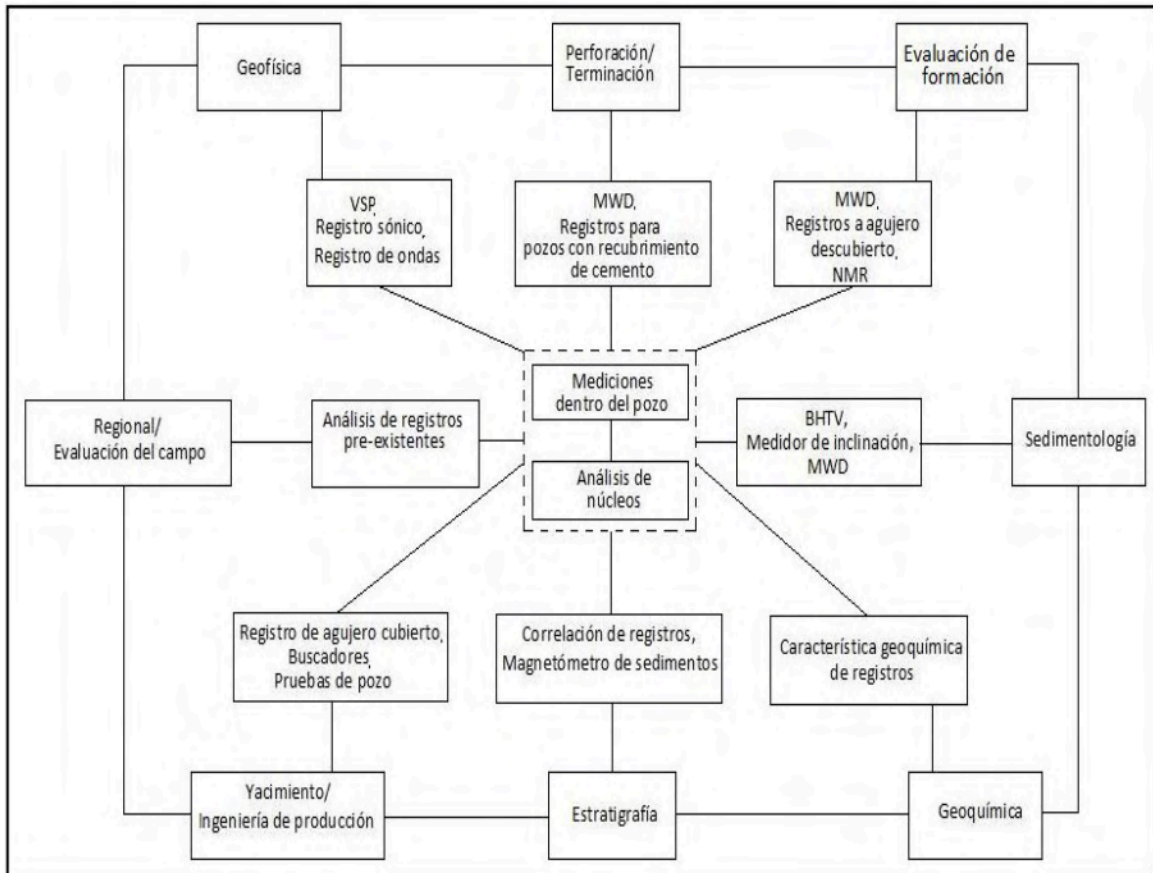 Geofísica
Perforación/
Terminación
Evaluación de
formación
VSP,
Registro sónico,
Registro de ondas
MWD,
Registros para
pozos con recubrimiento
de cemento
MWD,
Registros a agujero
descubierto,
NMR
Mediciones
dentro del pozo
Regional/
Evaluación del campo
Análisis de registros
pre-existentes
BHTV,
Medidor de inclinación,
MWD
Sedimentología
Análisis de
núcleos
Registro de agujero cubierto,
Buscadores,
Pruebas de pozo
Correlación de registros,
Magnetómetro de sedimentos
Característica geoquímica
de registros
Yacimiento/
Ingeniería de producción
Estratigrafía
Geoquímica